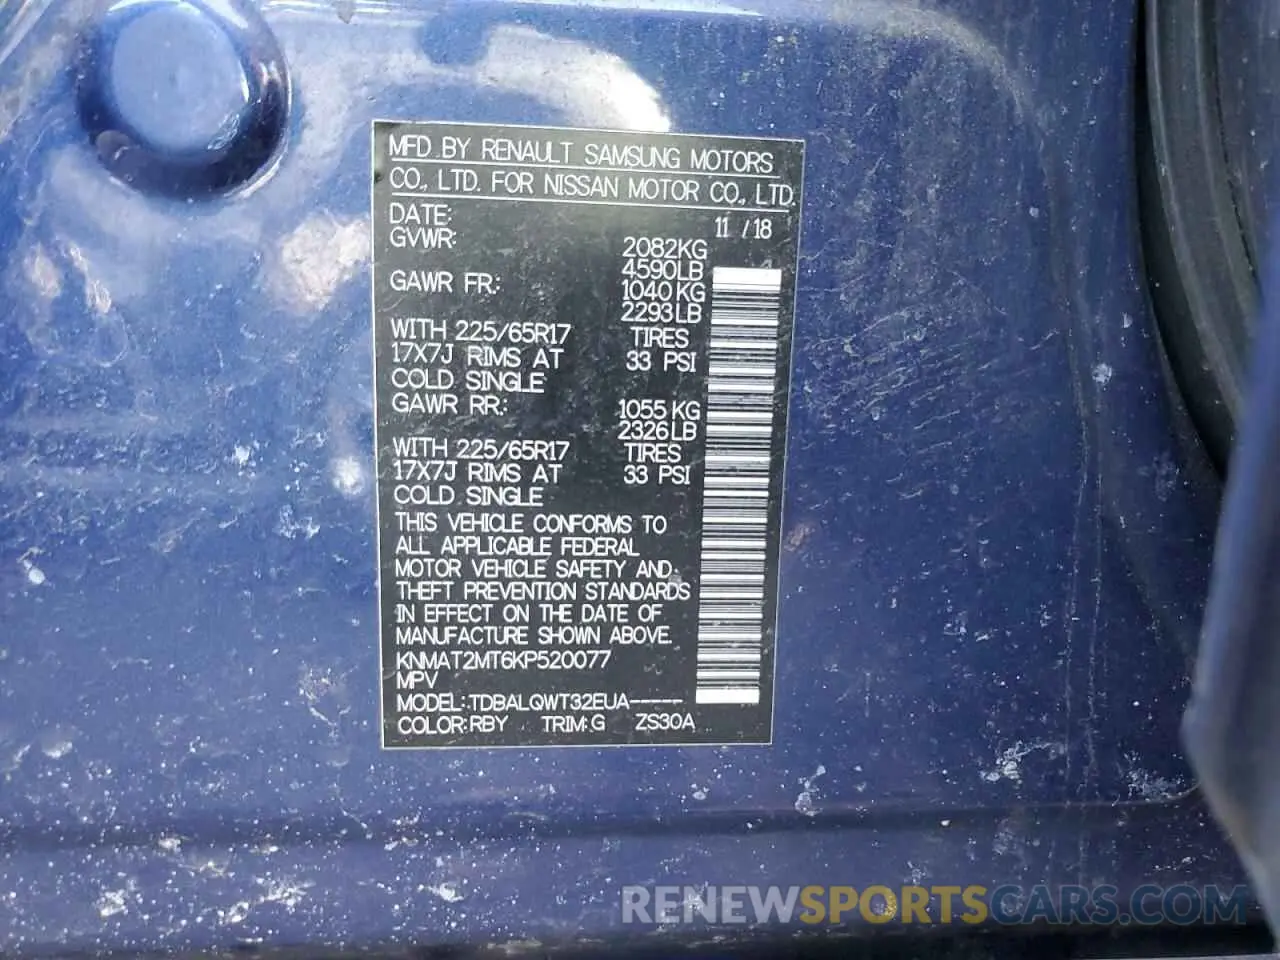 MFD BY RENAULT SAMSUNG MOTORS
CO., LTD. FOR NISSAN MOTOR CO., LTD.
DATE: 11 /18
GVWR: 2082KG
4590LB
GAWR FR: 1040KG
2293LB
WITH 225/65R17 TIRES
17X7J RIMS AT 33 PSI
COLD SINGLE
GAWR RR: 1055KG
2326LB
WITH 225/65R17 TIRES
17X7J RIMS AT 33 PSI
COLD SINGLE
THIS VEHICLE CONFORMS TO
ALL APPLICABLE FEDERAL
MOTOR VEHICLE SAFETY AND
THEFT PREVENTION STANDARDS
IN EFFECT ON THE DATE OF
MANUFACTURE SHOWN ABOVE.
KNMAT2MT6KP520077
MPV
MODEL:TDBALQWT32EUA-----
COLOR:RBY TRIM:G ZS30A
RENEWSPORTSCARS.COM